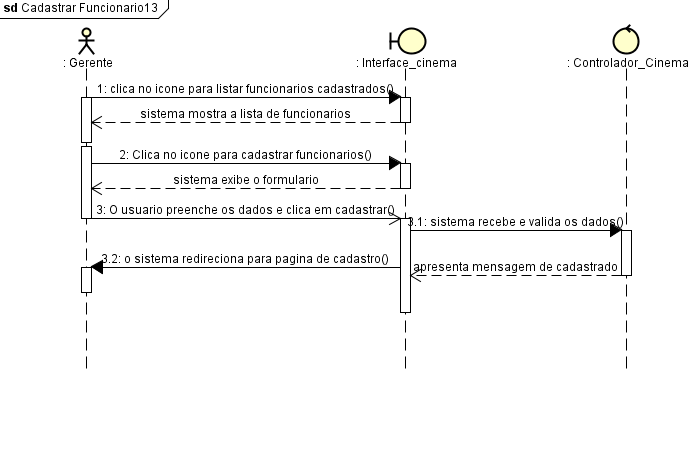 sd Cadastrar Funcionario13
: Gerente
: Interface_cinema
: Controlador_Cinema
1: clica no icone para listar funcionarios cadastrados()
sistema mostra a lista de funcionarios
2: Clica no icone para cadastrar funcionarios()
sistema exibe o formulario
3: O usuario preenche os dados e clica em cadastrar()
3.1: sistema recebe e valida os dados()
3.2: o sistema redireciona para pagina de cadastro()
apresenta mensagem de cadastrado